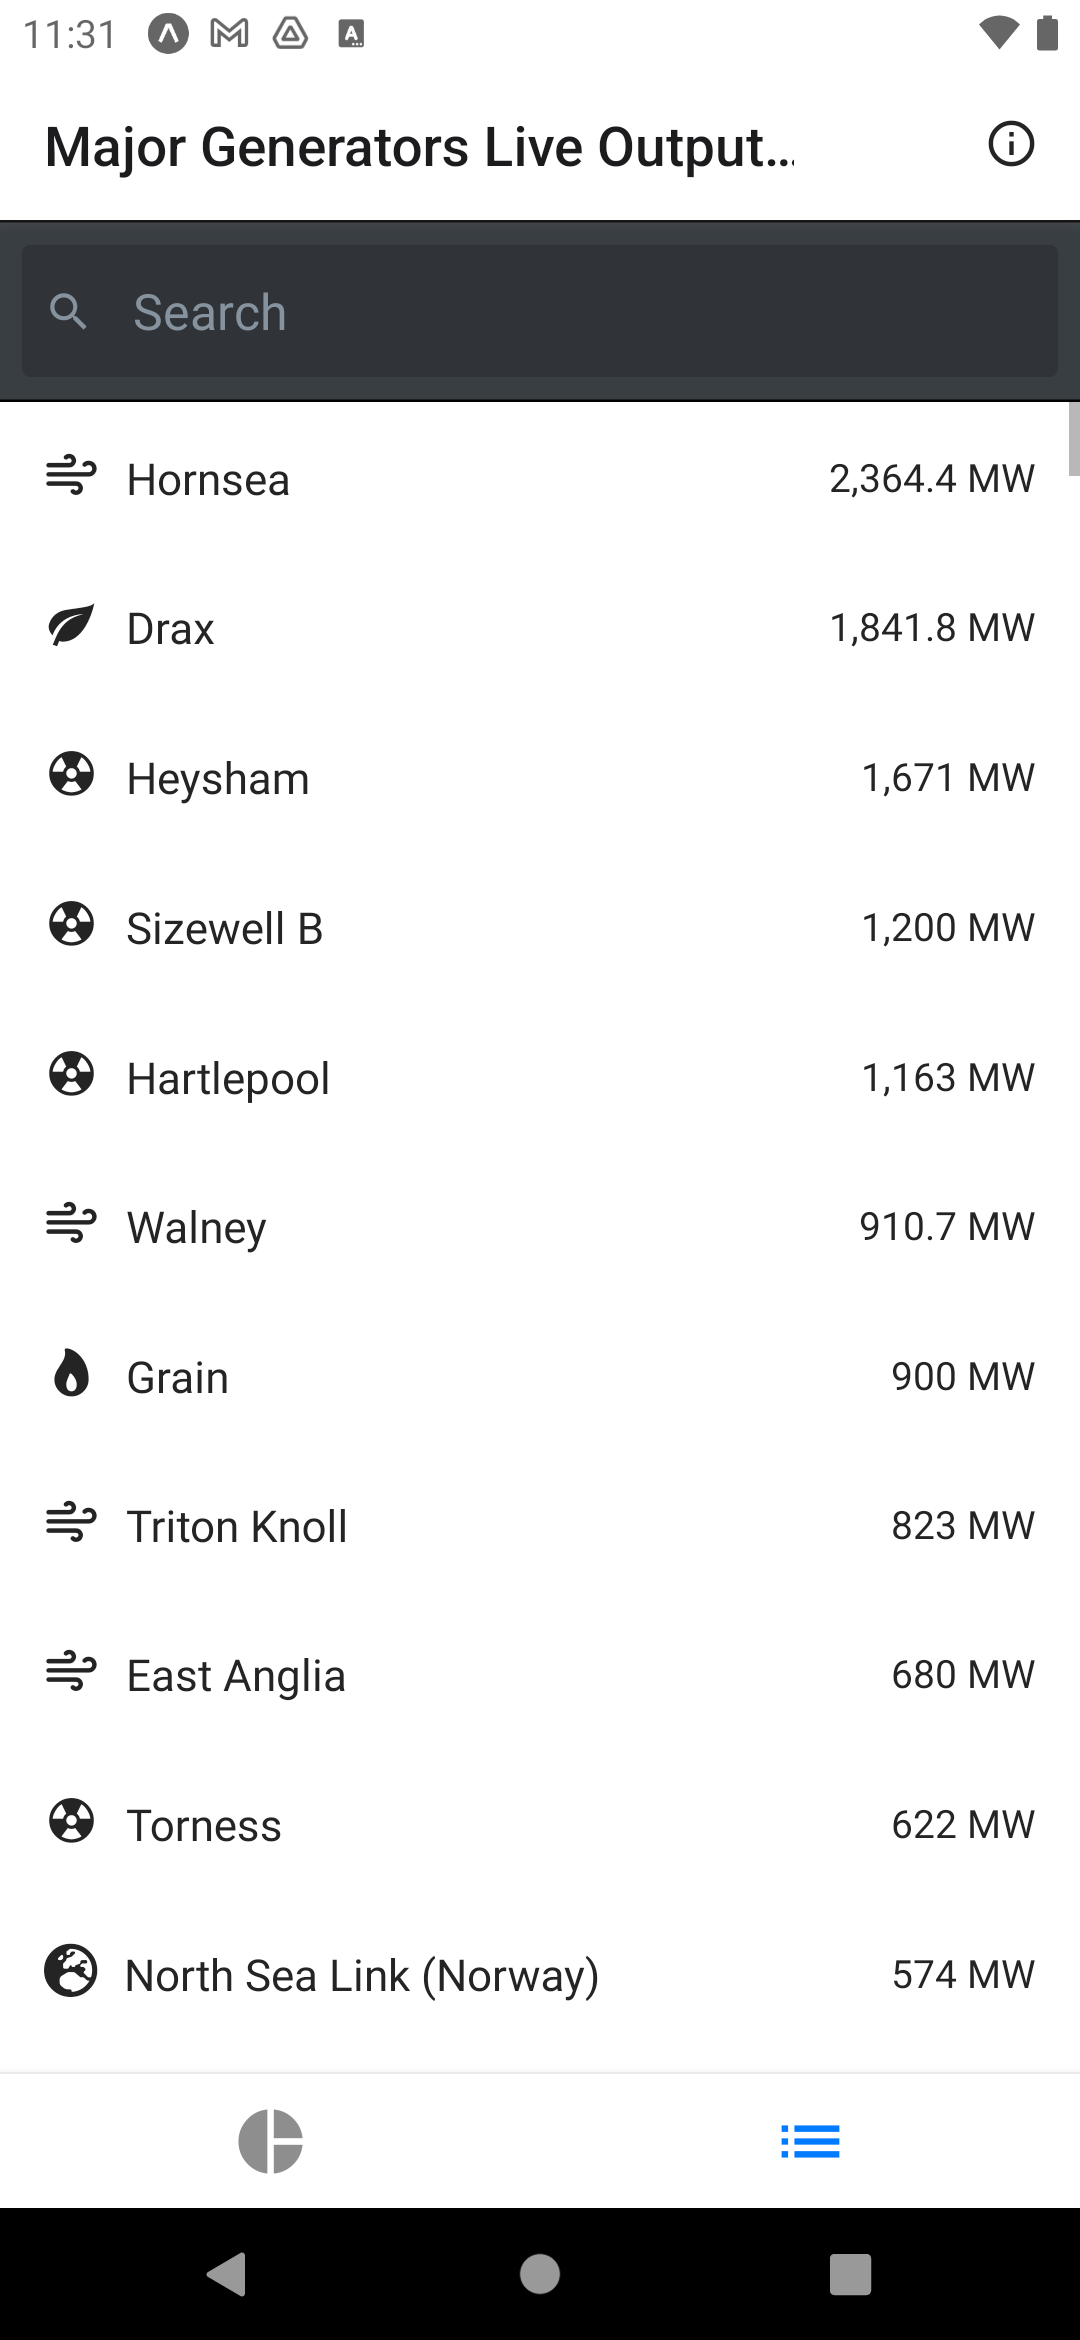 11:31
Major Generators Live Output...
Search
Hornsea 2,364.4 MW
Drax 1,841.8 MW
Heysham 1,671 MW
Sizewell B 1,200 MW
Hartlepool 1,163 MW
Walney 910.7 MW
Grain 900 MW
Triton Knoll 823 MW
East Anglia 680 MW
Torness 622 MW
North Sea Link (Norway) 574 MW